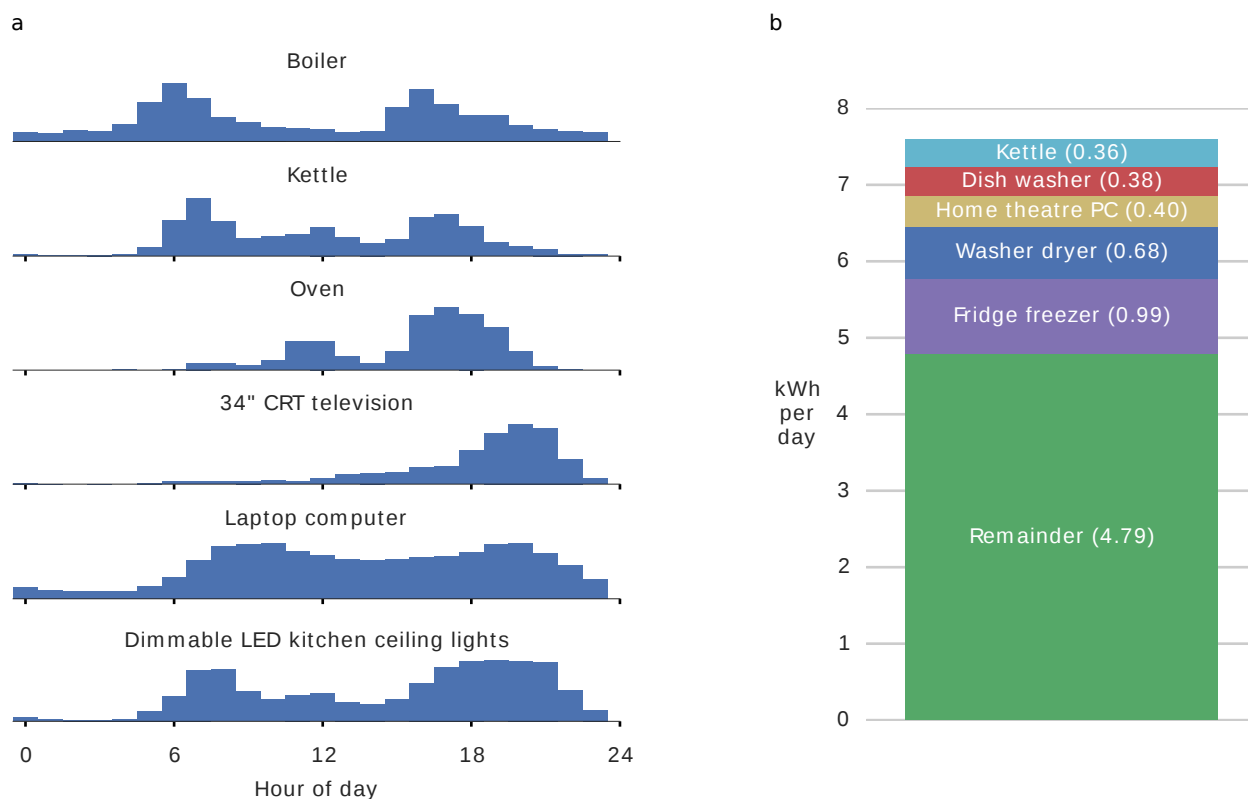 a
Boiler
Kettle
Oven
34" CRT television
Laptop computer
Dimmable LED kitchen ceiling lights
0 6 12 18 24
Hour of day
b
8
7
6
5
4
3
2
1
0
kWh
per
day
Kettle (0.36)
Dish washer (0.38)
Home theatre PC (0.40)
Washer dryer (0.68)
Fridge freezer (0.99)
Remainder (4.79)